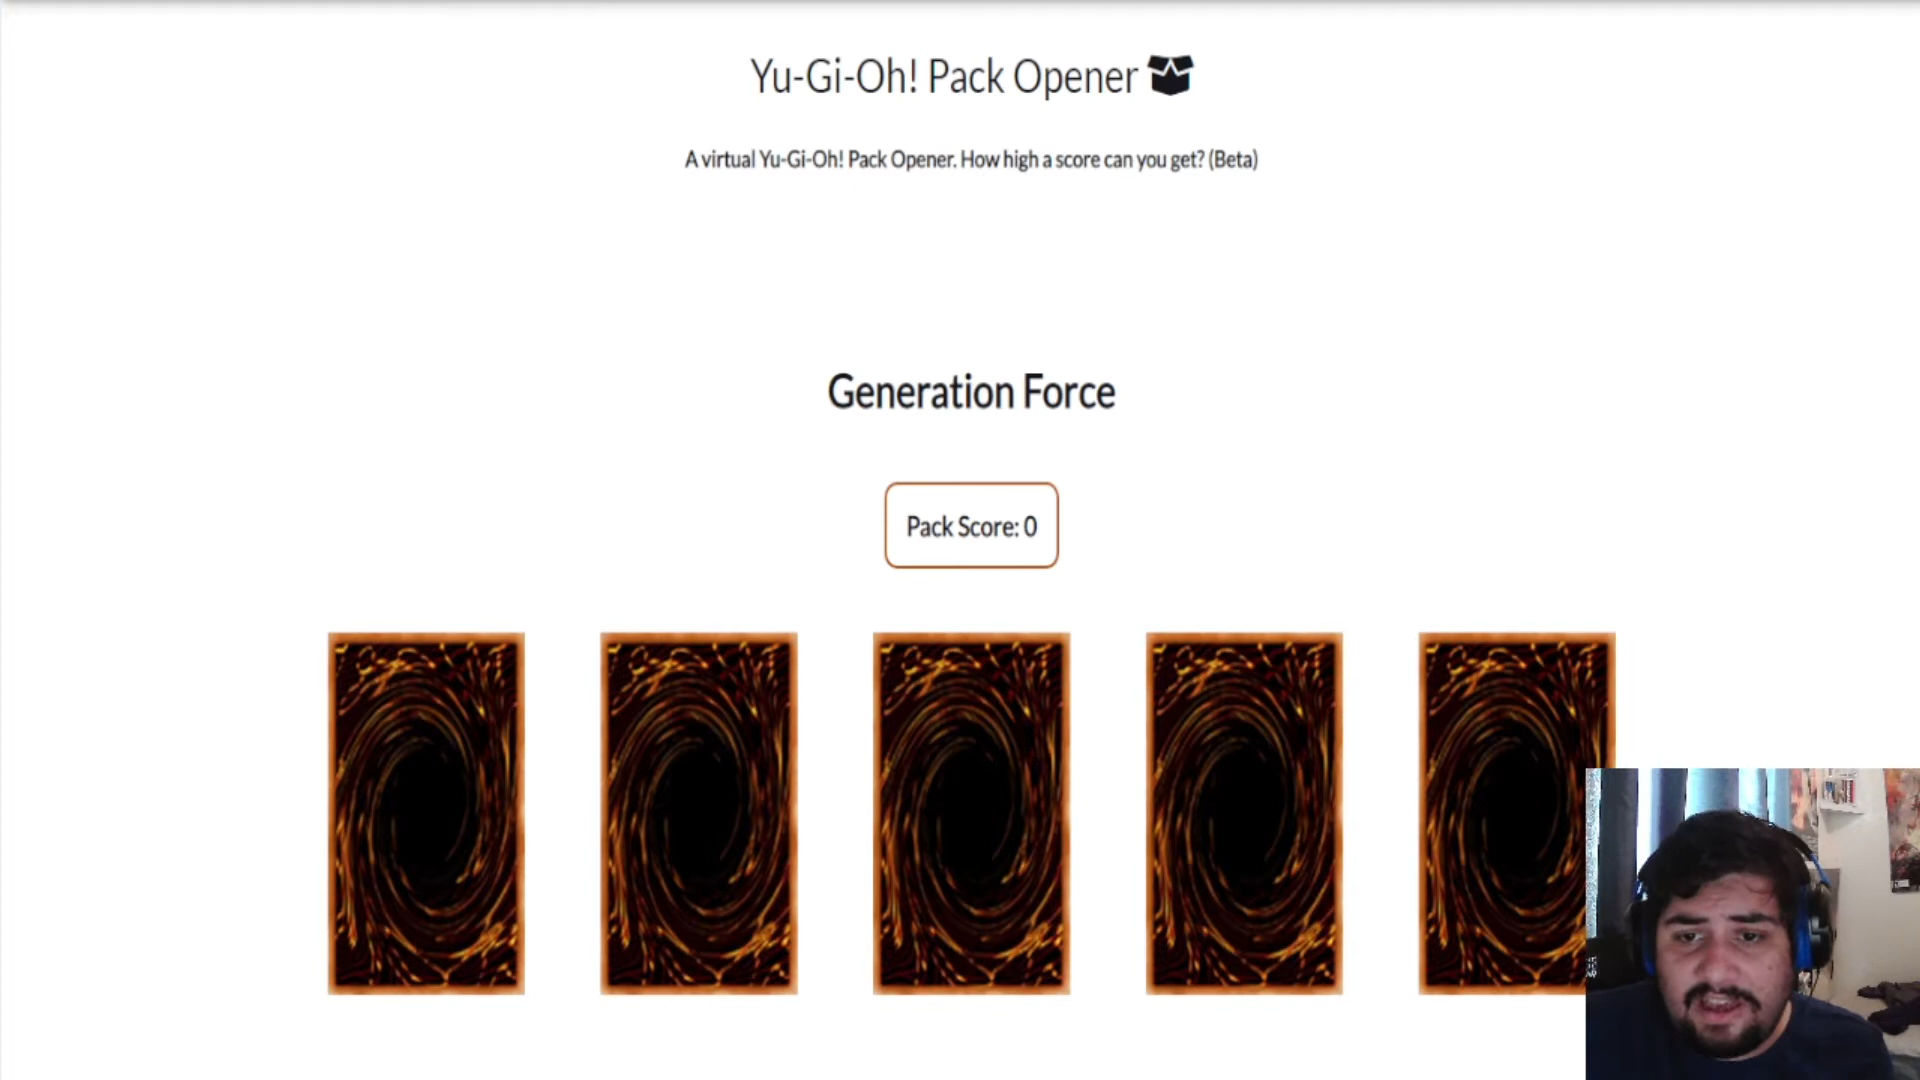 Yu-Gi-Oh! Pack Opener
A virtual Yu-Gi-Oh! Pack Opener. How high a score can you get? (Beta)
Generation Force
Pack Score: 0